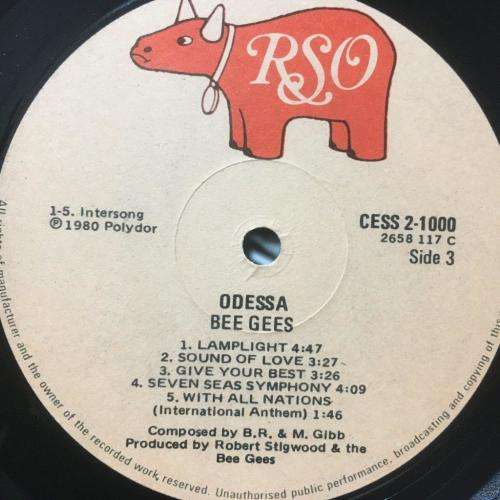 RSO
1-5. Intersong
℗ 1980 Polydor
CESS 2-1000
2658 117 C
Side 3
ODESSA
BEE GEES
1. LAMPLIGHT 4:47
2. SOUND OF LOVE 3:27
3. GIVE YOUR BEST 3:26
4. SEVEN SEAS SYMPHONY 4:09
5. WITH ALL NATIONS
(International Anthem) 1:46
Composed by B.R. & M. Gibb
Produced by Robert Stigwood & the
Bee Gees
All rights of manufacturer and the owner of the recorded work reserved. Unauthorised public performance, broadcasting and copying of this